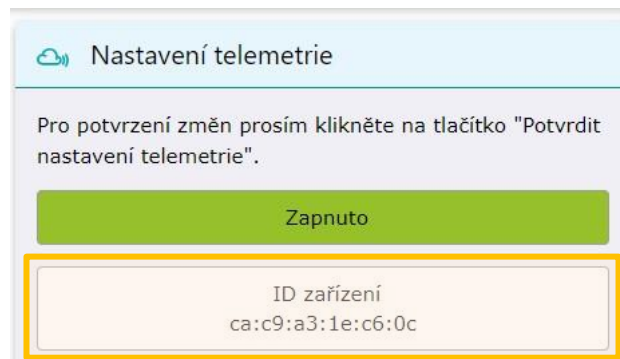 Nastavení telemetrie
Pro potvrzení změn prosím klikněte na tlačítko "Potvrdit
nastavení telemetrie".
Zapnuto
ID zařízení
ca:c9:a3:1e:c6:0c